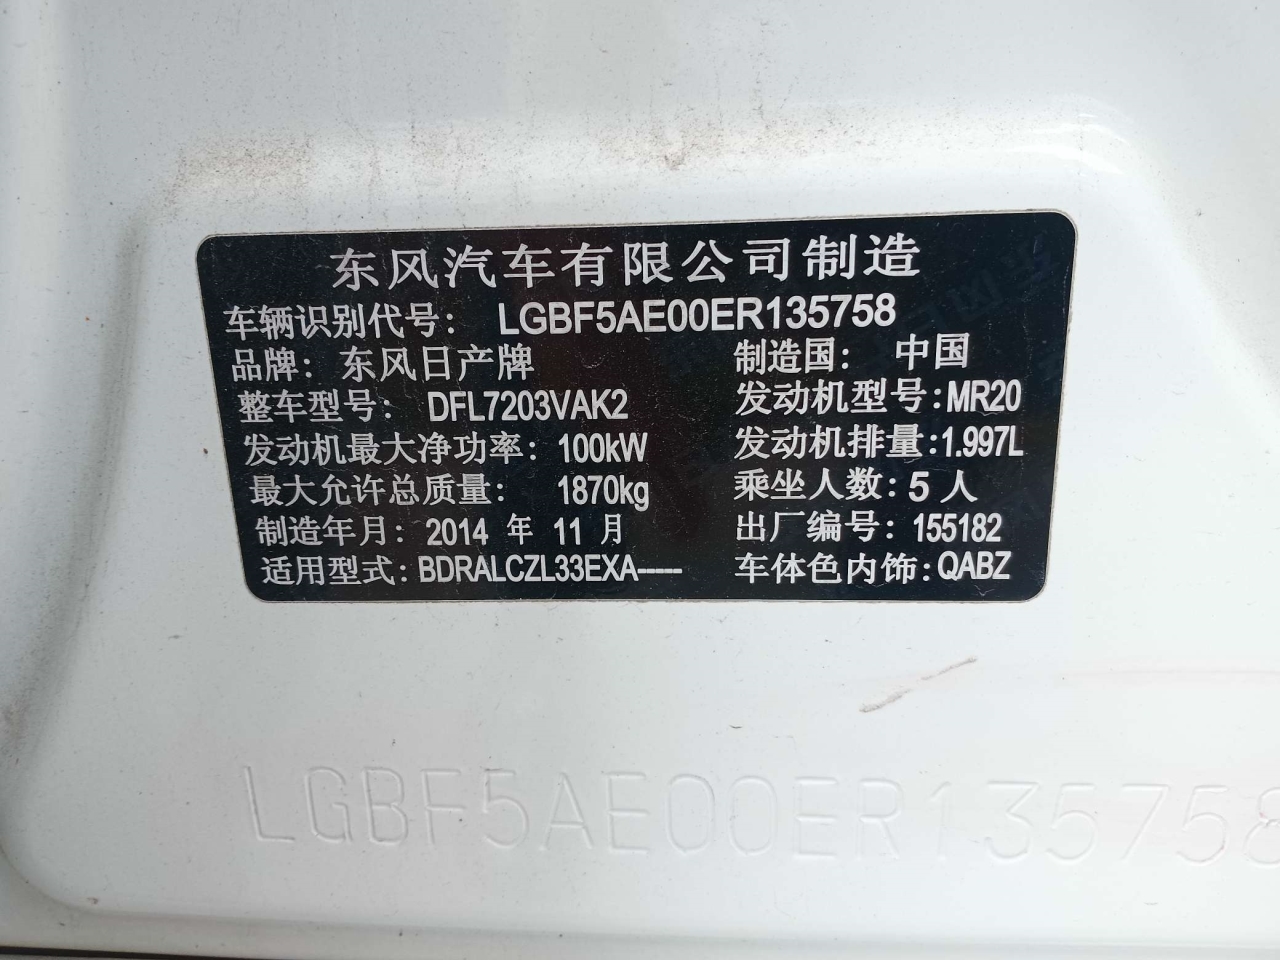 东风汽车有限公司制造
车辆识别代号: LGBF5AE00ER135758
品牌: 东风日产牌 制造国: 中国
整车型号: DFL7203VAK2 发动机型号: MR20
发动机最大净功率: 100kW 发动机排量: 1.997L
最大允许总质量: 1870kg 乘坐人数: 5 人
制造年月: 2014 年 11 月 出厂编号: 155182
适用型式: BDRALCZL33EXA----- 车体色内饰: QABZ
LGBF5AE00ER135758